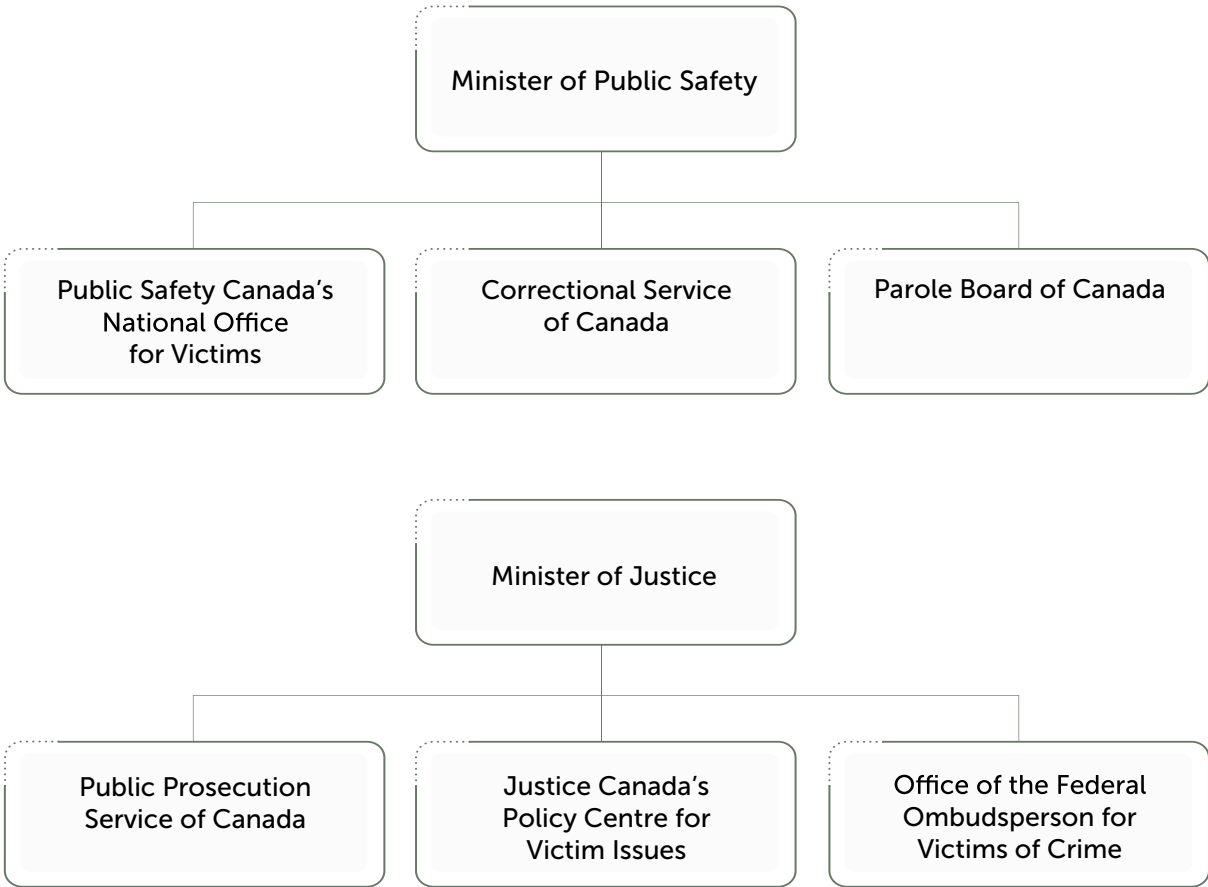 Minister of Public Safety
Public Safety Canada’s
National Office
for Victims
Correctional Service
of Canada
Parole Board of Canada
Minister of Justice
Public Prosecution
Service of Canada
Justice Canada’s
Policy Centre for
Victim Issues
Office of the Federal
Ombudsperson for
Victims of Crime